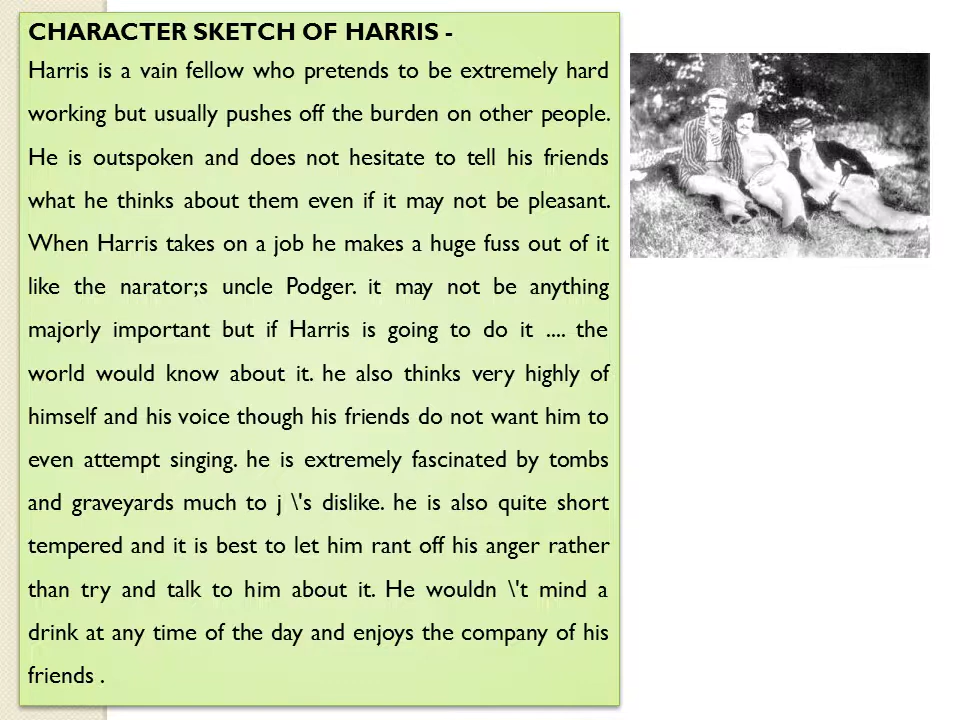 CHARACTER SKETCH OF HARRIS -
Harris is a vain fellow who pretends to be extremely hard
working but usually pushes off the burden on other people.
He is outspoken and does not hesitate to tell his friends
what he thinks about them even if it may not be pleasant.
When Harris takes on a job he makes a huge fuss out of it
like the narator;s uncle Podger. it may not be anything
majorly important but if Harris is going to do it .... the
world would know about it. he also thinks very highly of
himself and his voice though his friends do not want him to
even attempt singing. he is extremely fascinated by tombs
and graveyards much to j \'s dislike. he is also quite short
tempered and it is best to let him rant off his anger rather
than try and talk to him about it. He wouldn \'t mind a
drink at any time of the day and enjoys the company of his
friends .